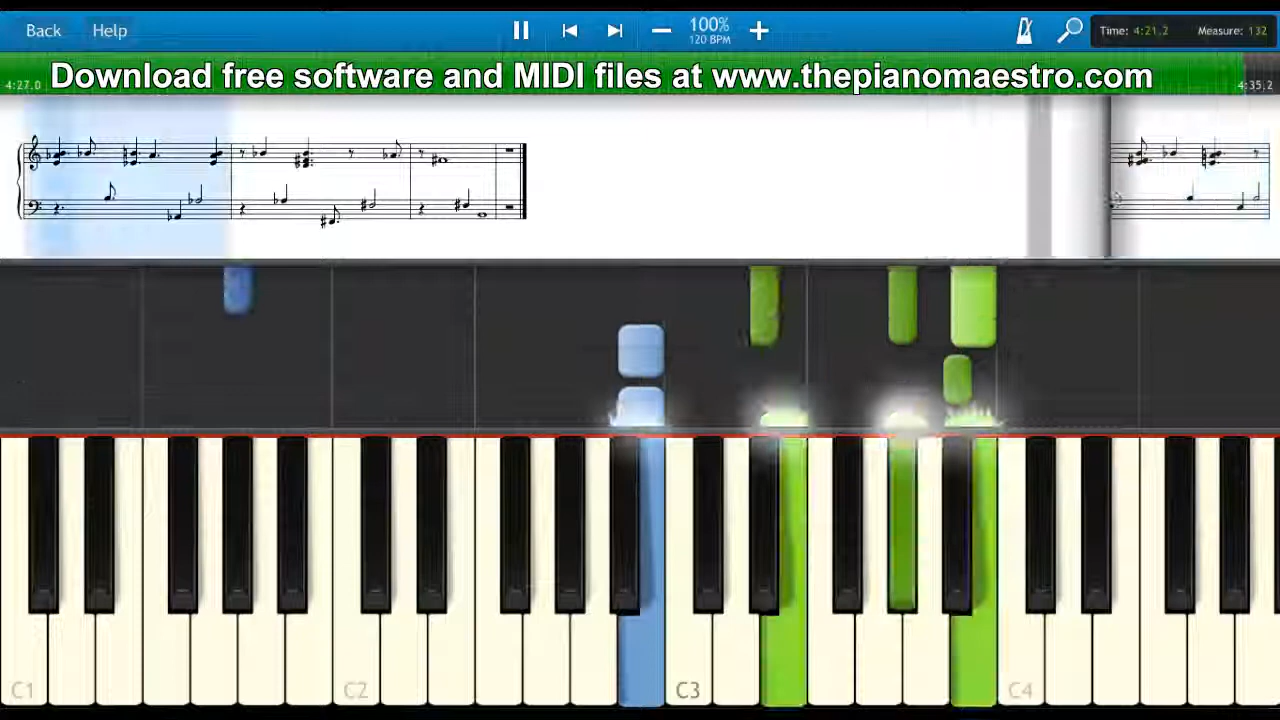 Back Help 100% Time: 4:21.2 Measure: 132
120 BPM
Download free software and MIDI files at www.thepianomaestro.com
4:27.0 4:35.2
C1 C2 C3 C4